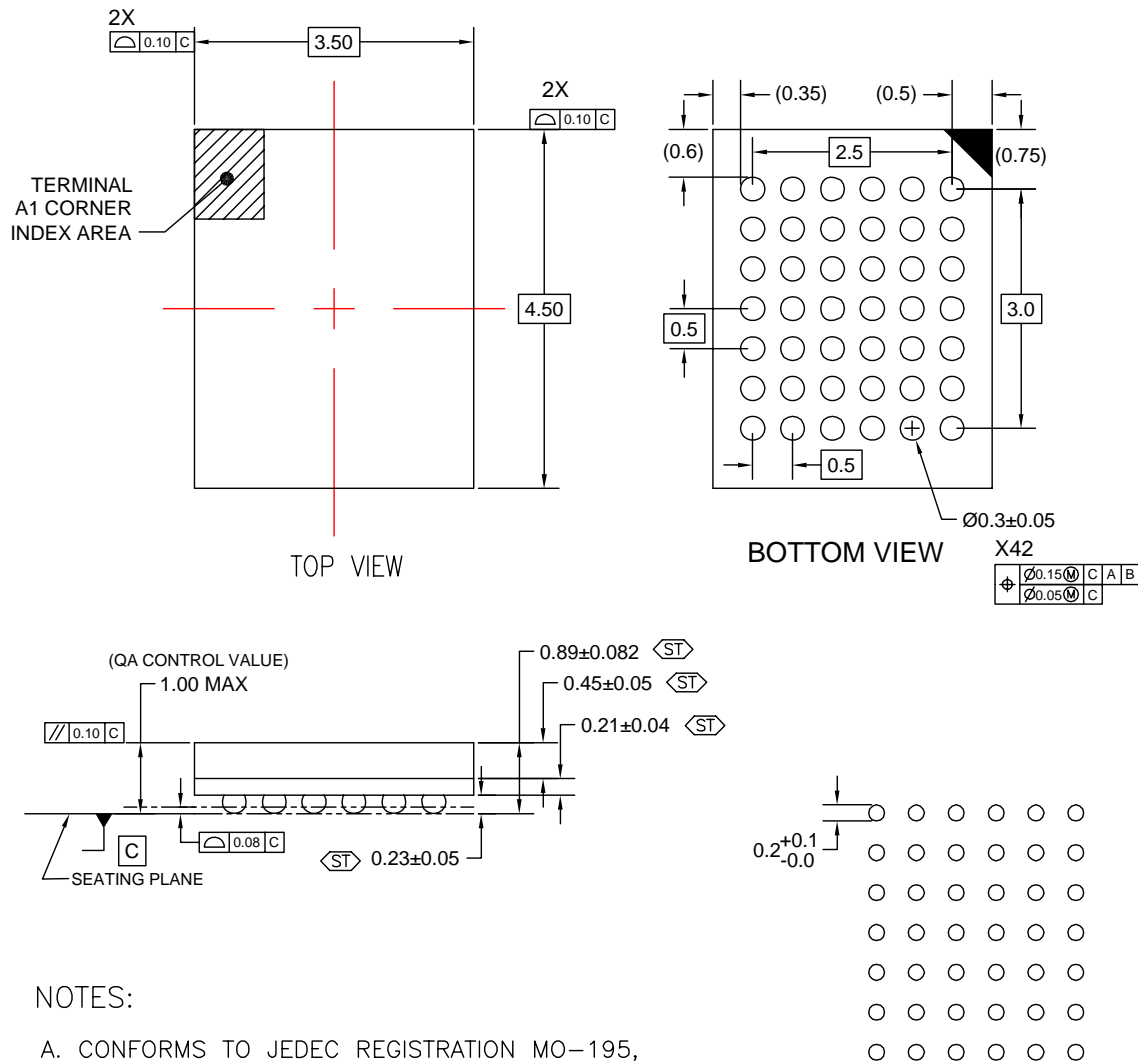 2X
⌓ 0.10 C
3.50
2X
⌓ 0.10 C
TERMINAL
A1 CORNER
INDEX AREA
4.50
TOP VIEW
(0.35)
(0.5)
(0.6)
2.5
(0.75)
0.5
3.0
0.5
Ø0.3±0.05
BOTTOM VIEW
X42
⌖ Ø0.15Ⓜ C A B
Ø0.05Ⓜ C
(QA CONTROL VALUE)
1.00 MAX
0.89±0.082 ST
0.45±0.05 ST
0.21±0.04 ST
// 0.10 C
⌓ 0.08 C
C
SEATING PLANE
ST 0.23±0.05
0.2+0.1
-0.0
NOTES:
A. CONFORMS TO JEDEC REGISTRATION MO-195,